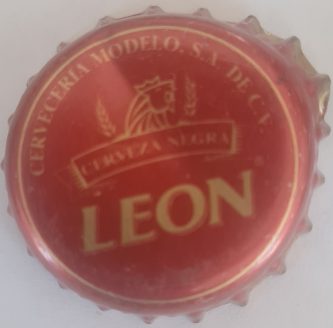 CERVECERIA MODELO, S.A. DE C.V.
CERVEZA NEGRA
LEON
®